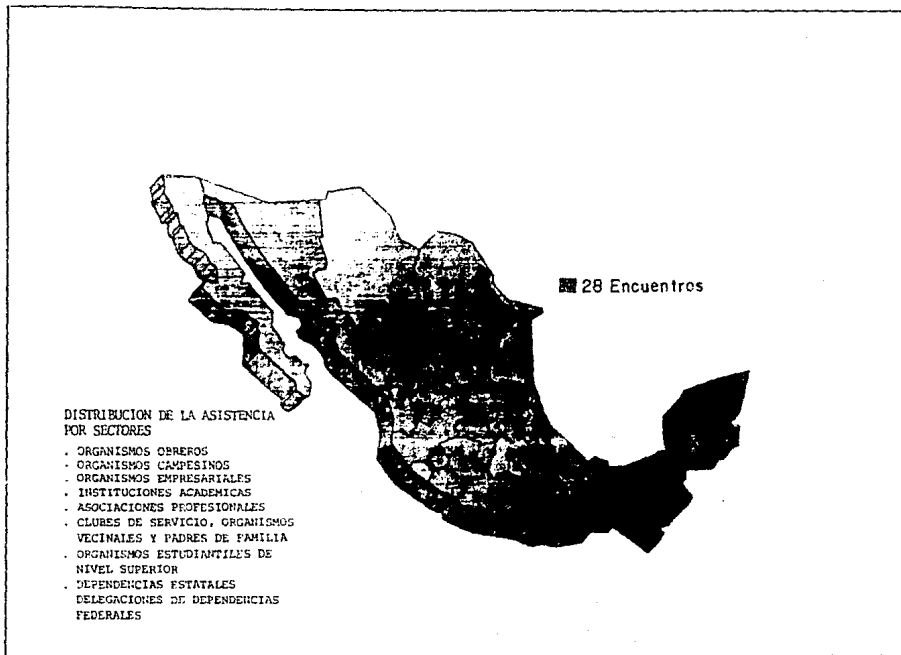 28 Encuentros
DISTRIBUCION DE LA ASISTENCIA
POR SECTORES
. ORGANISMOS OBREROS
. ORGANISMOS CAMPESINOS
. ORGANISMOS EMPRESARIALES
. INSTITUCIONES ACADEMICAS
. ASOCIACIONES PROFESIONALES
. CLUBES DE SERVICIO, ORGANISMOS
VECINALES Y PADRES DE FAMILIA
. ORGANISMOS ESTUDIANTILES DE
NIVEL SUPERIOR
. DEPENDENCIAS ESTATALES
DELEGACIONES DE DEPENDENCIAS
FEDERALES